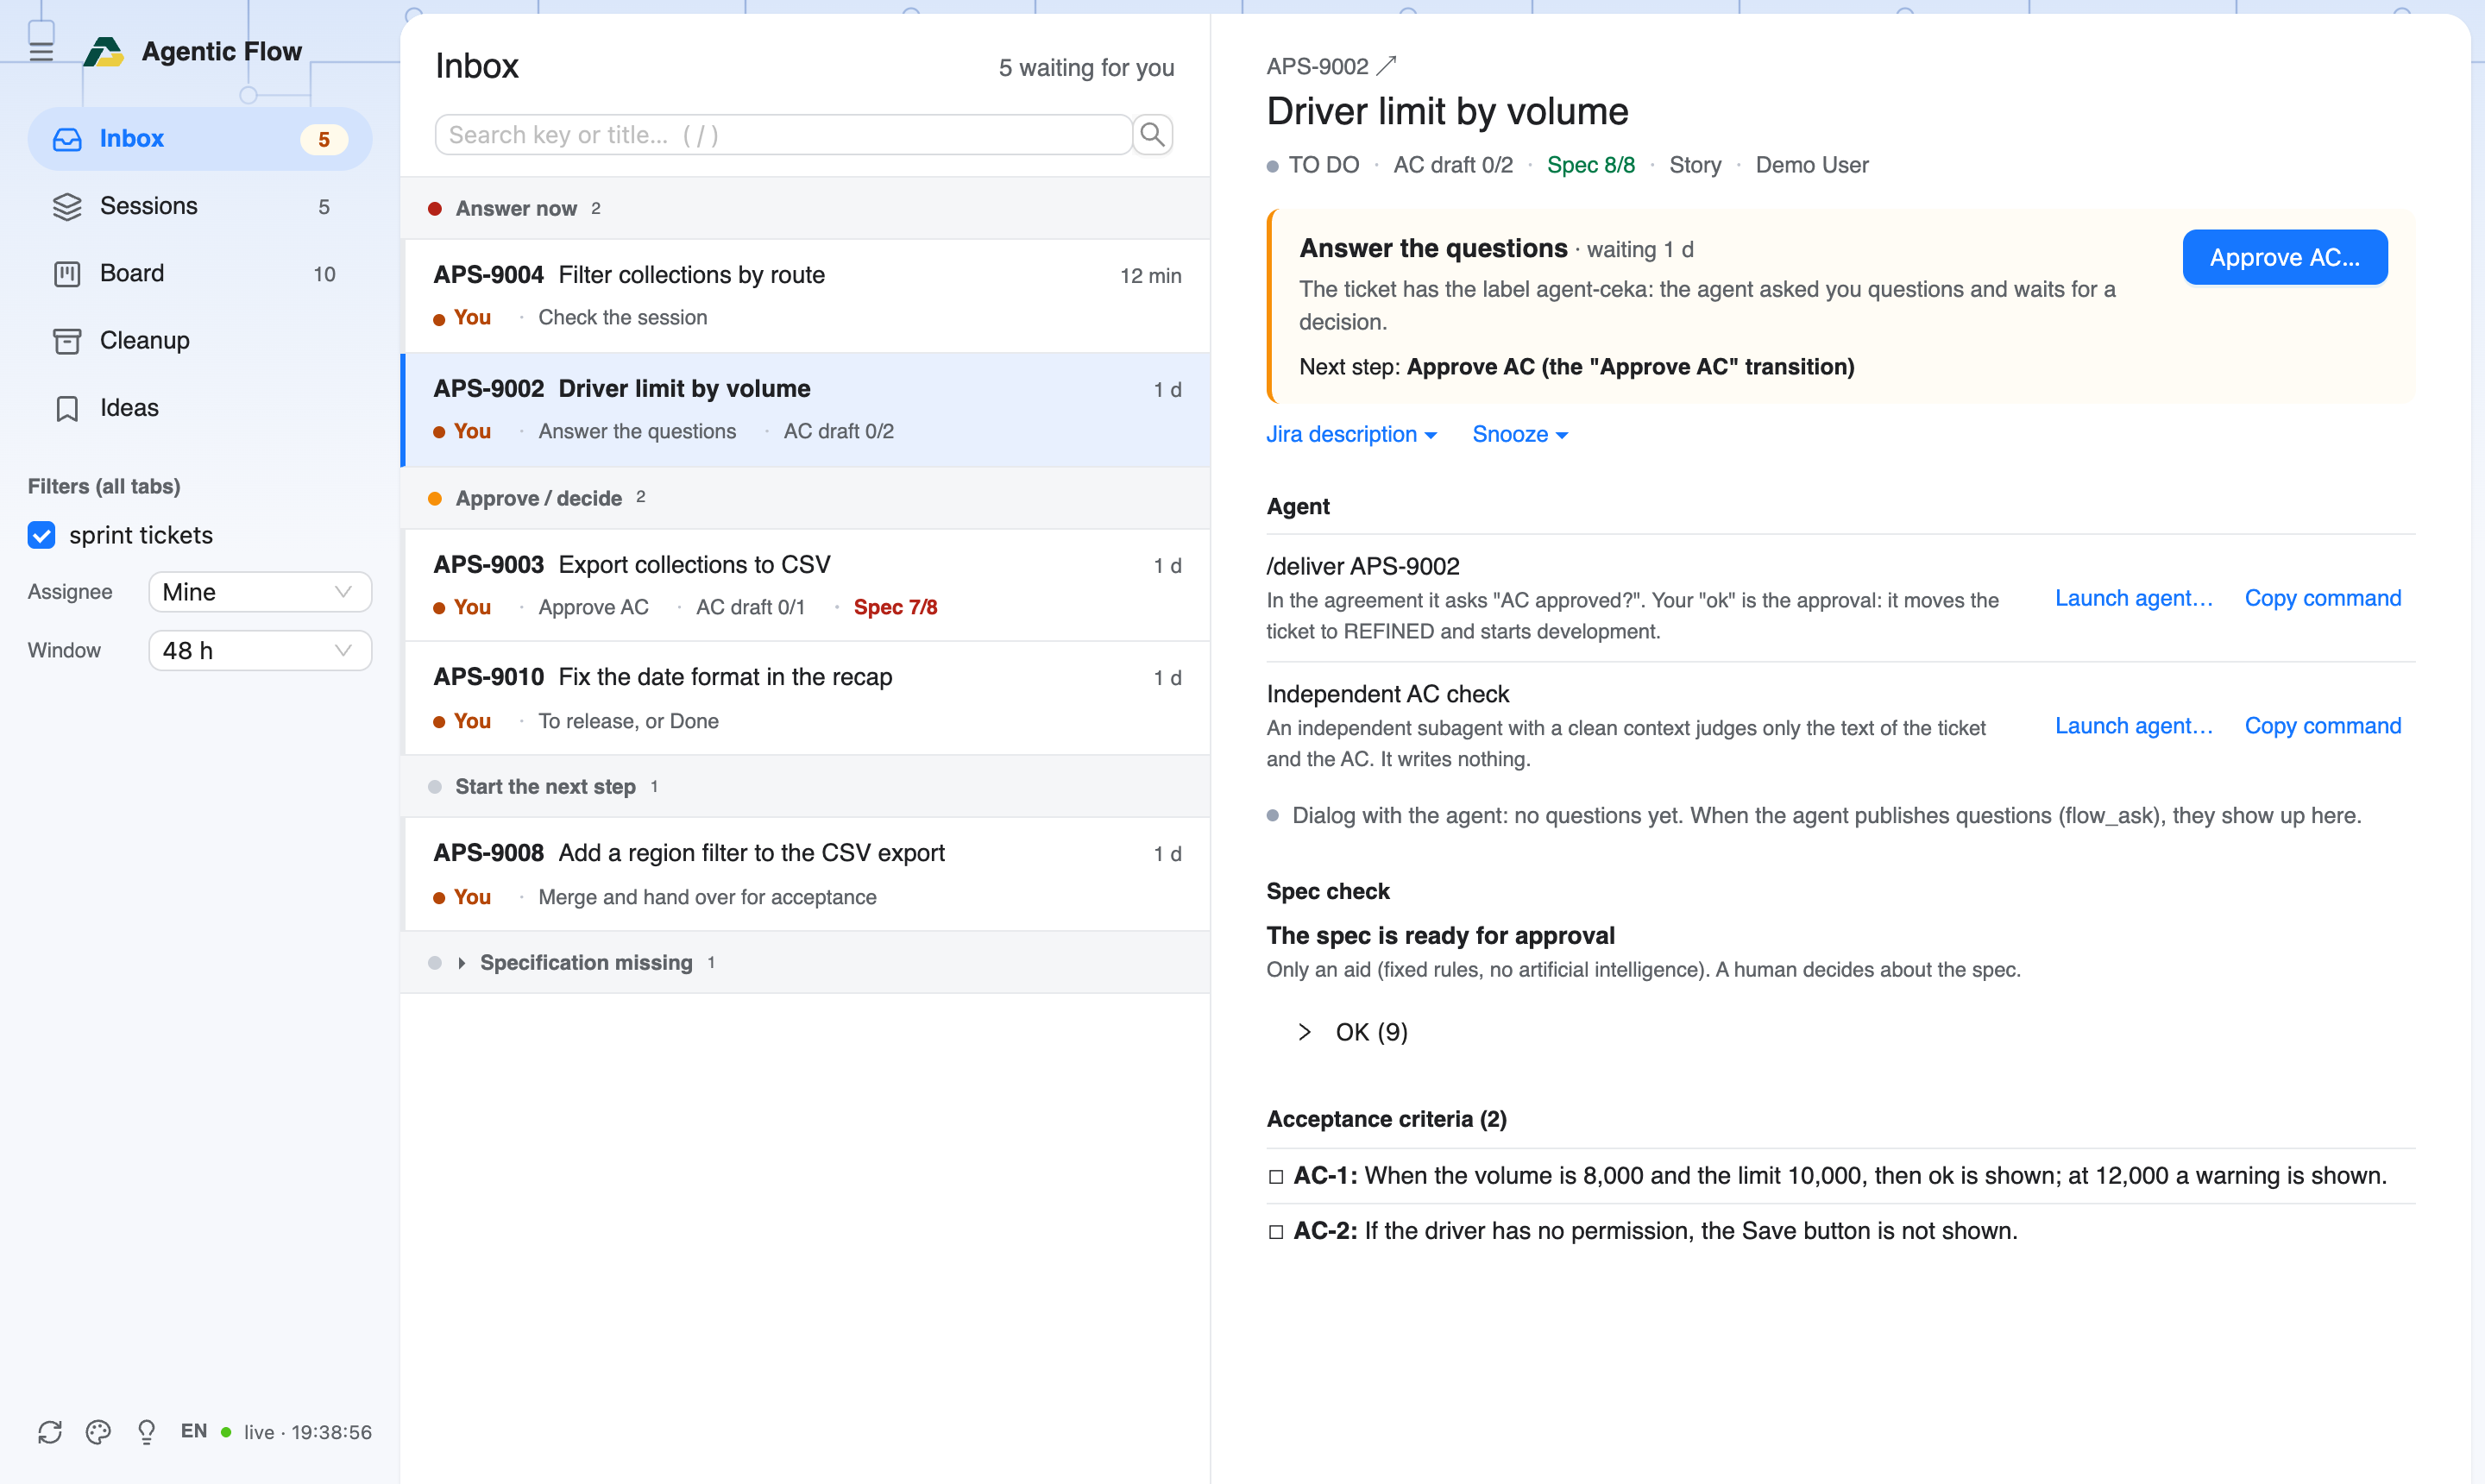 Agentic Flow
Inbox 5
Sessions 5
Board 10
Cleanup
Ideas
Filters (all tabs)
sprint tickets
Assignee Mine
Window 48 h
EN live · 19:38:56
Inbox 5 waiting for you
Search key or title... ( / )
Answer now 2
APS-9004 Filter collections by route 12 min
You · Check the session
APS-9002 Driver limit by volume 1 d
You · Answer the questions · AC draft 0/2
Approve / decide 2
APS-9003 Export collections to CSV 1 d
You · Approve AC · AC draft 0/1 · Spec 7/8
APS-9010 Fix the date format in the recap 1 d
You · To release, or Done
Start the next step 1
APS-9008 Add a region filter to the CSV export 1 d
You · Merge and hand over for acceptance
Specification missing 1
APS-9002
Driver limit by volume
TO DO · AC draft 0/2 · Spec 8/8 · Story · Demo User
Answer the questions · waiting 1 d
Approve AC...
The ticket has the label agent-ceka: the agent asked you questions and waits for a
decision.
Next step: Approve AC (the "Approve AC" transition)
Jira description Snooze
Agent
/deliver APS-9002
In the agreement it asks "AC approved?". Your "ok" is the approval: it moves the
ticket to REFINED and starts development.
Launch agent... Copy command
Independent AC check
An independent subagent with a clean context judges only the text of the ticket
and the AC. It writes nothing.
Launch agent... Copy command
Dialog with the agent: no questions yet. When the agent publishes questions (flow_ask), they show up here.
Spec check
The spec is ready for approval
Only an aid (fixed rules, no artificial intelligence). A human decides about the spec.
OK (9)
Acceptance criteria (2)
AC-1: When the volume is 8,000 and the limit 10,000, then ok is shown; at 12,000 a warning is shown.
AC-2: If the driver has no permission, the Save button is not shown.